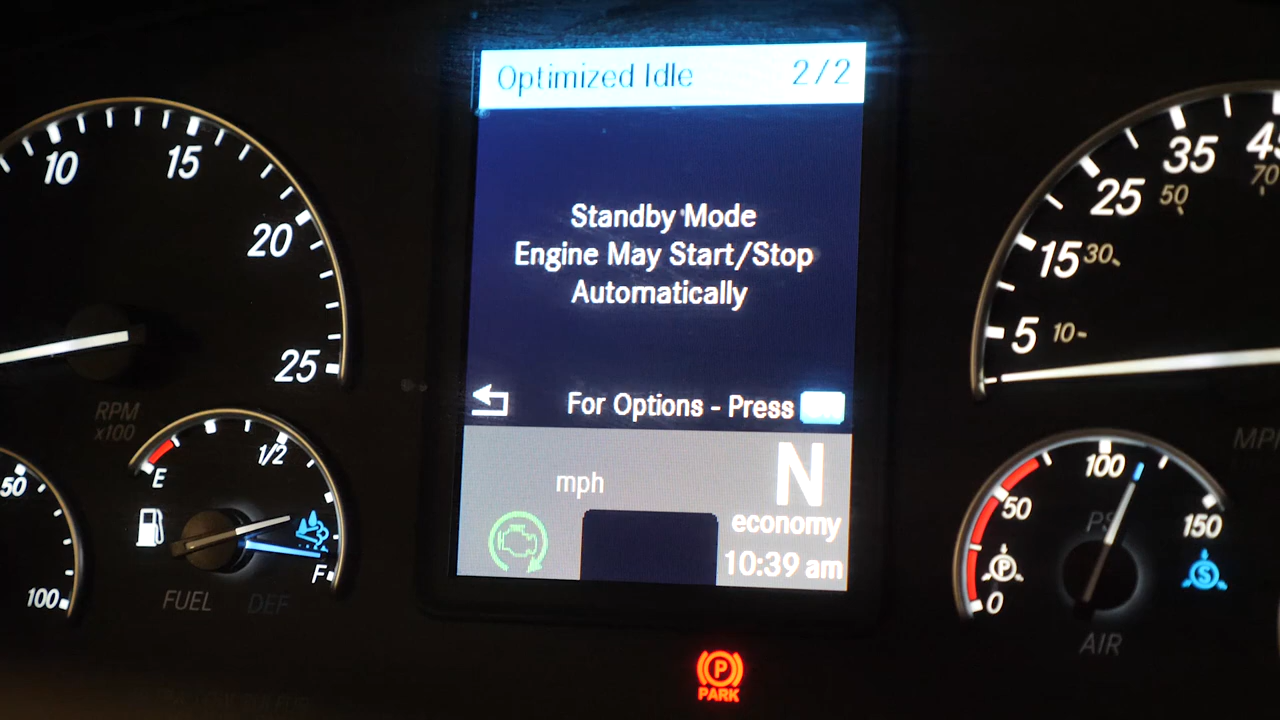 Optimized Idle 2/2
Standby Mode
Engine May Start/Stop
Automatically
For Options - Press
mph
N
economy
10:39 am
10
15
20
25
RPM
x100
E
1/2
F
FUEL
DEF
50
100
5
15
25
35
10
30
50
70
0
50
100
150
P
S
AIR
P
PARK